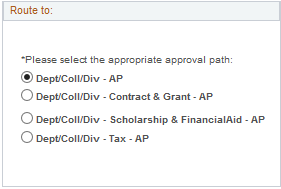 Route to:
*Please select the appropriate approval path:
Dept/Coll/Div - AP
Dept/Coll/Div - Contract & Grant - AP
Dept/Coll/Div - Scholarship & FinancialAid - AP
Dept/Coll/Div - Tax - AP